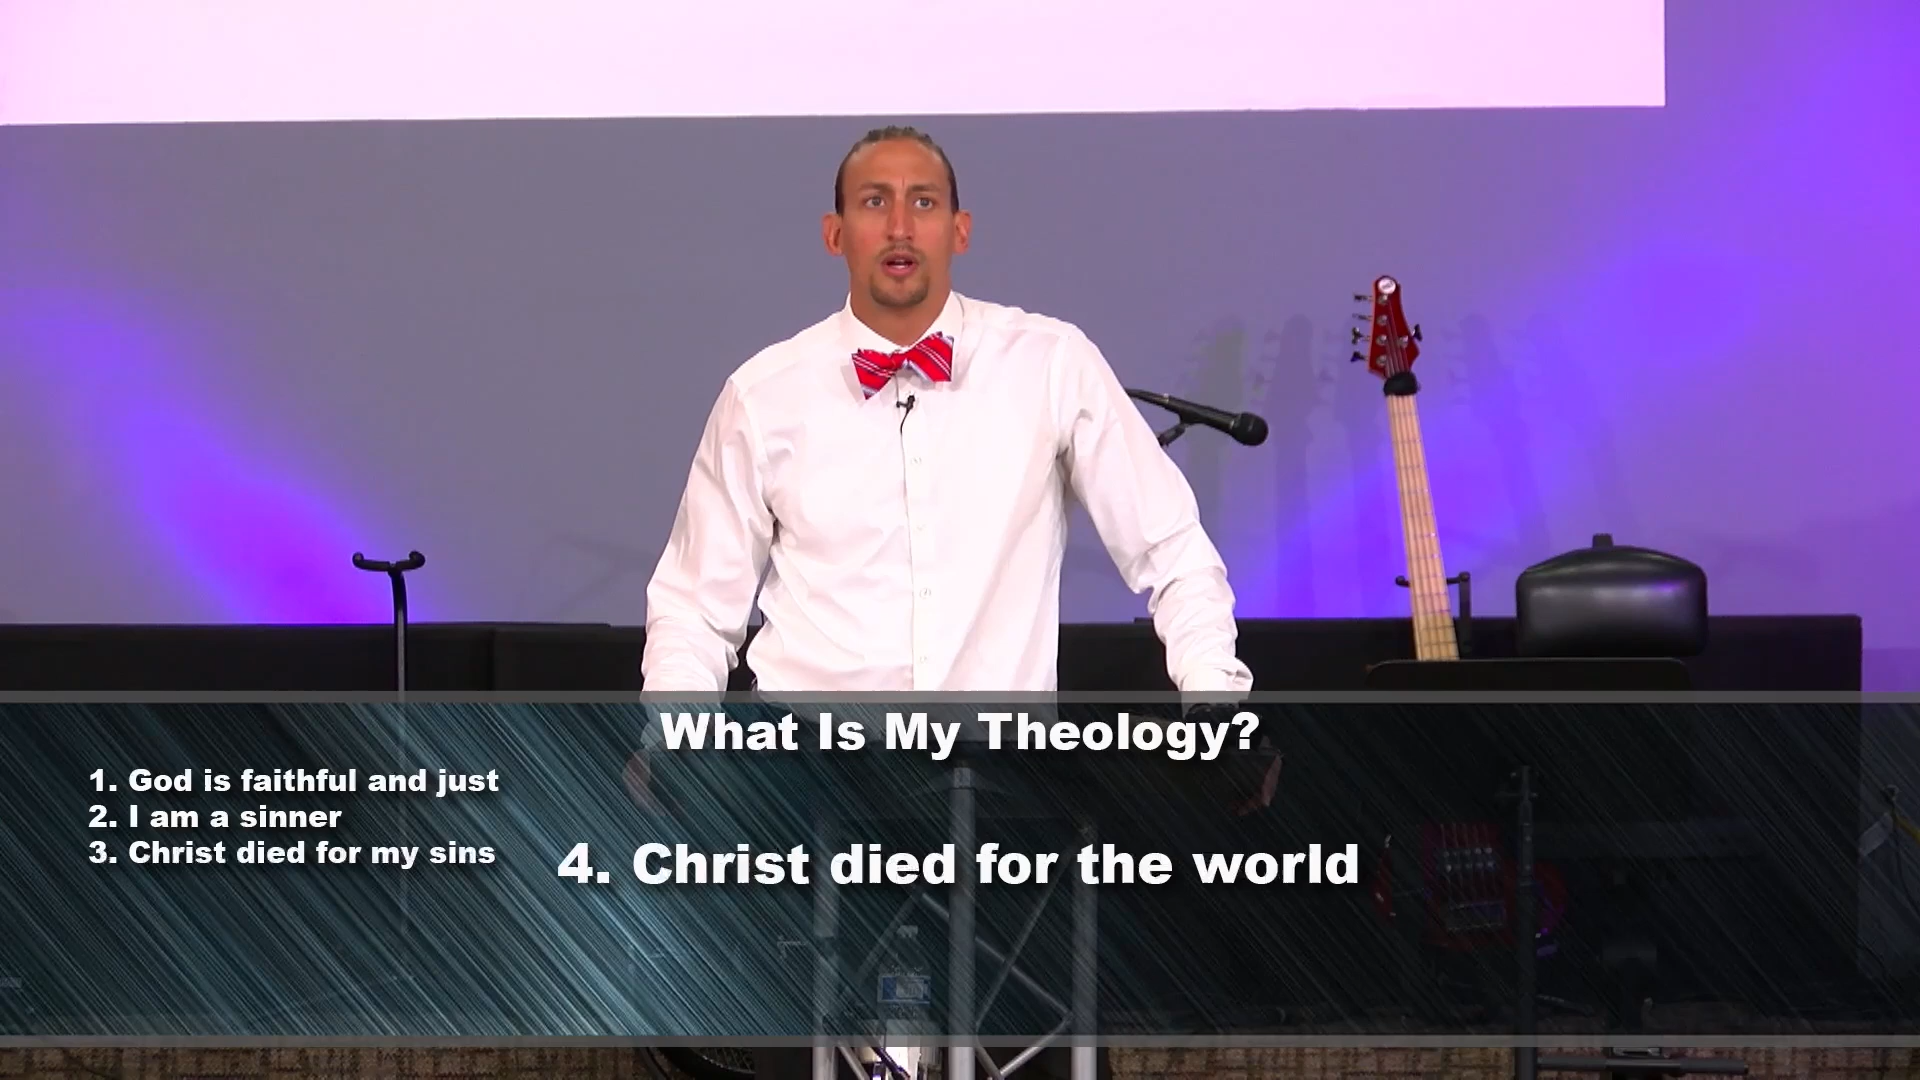 What Is My Theology?
1. God is faithful and just
2. I am a sinner
3. Christ died for my sins
4. Christ died for the world